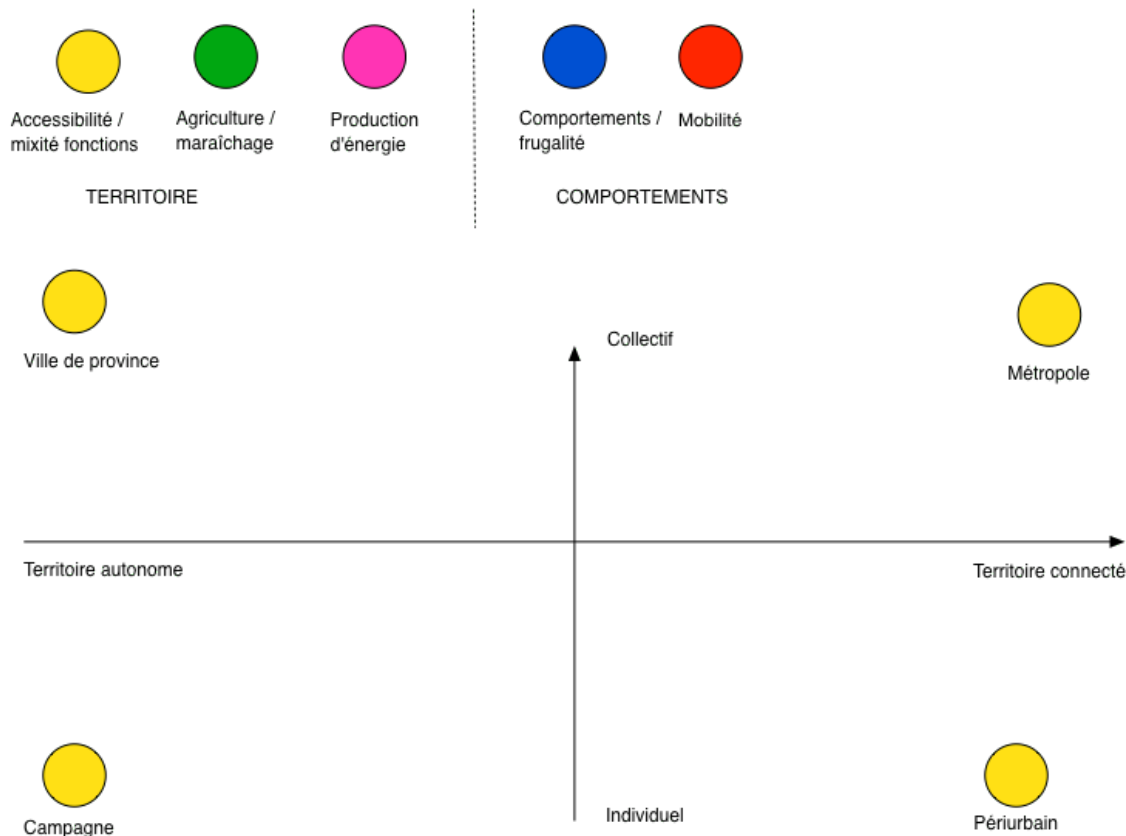 Accessibilité /
mixité fonctions
Agriculture /
maraîchage
Production
d'énergie
Comportements /
frugalité
Mobilité
TERRITOIRE
COMPORTEMENTS
Ville de province
Collectif
Métropole
Territoire autonome
Territoire connecté
Campagne
Individuel
Périurbain